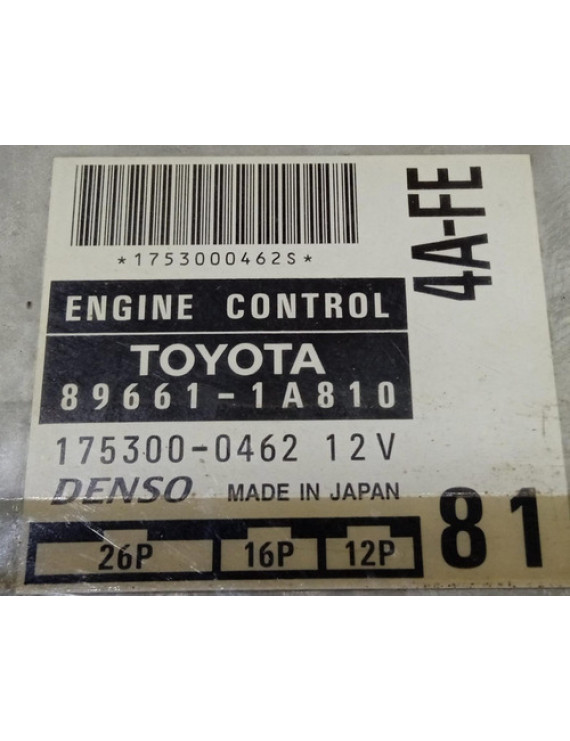 *1753000462S*
4A-FE
ENGINE CONTROL
TOYOTA
89661-1A810
175300-0462 12V
DENSO MADE IN JAPAN
26P 16P 12P
81